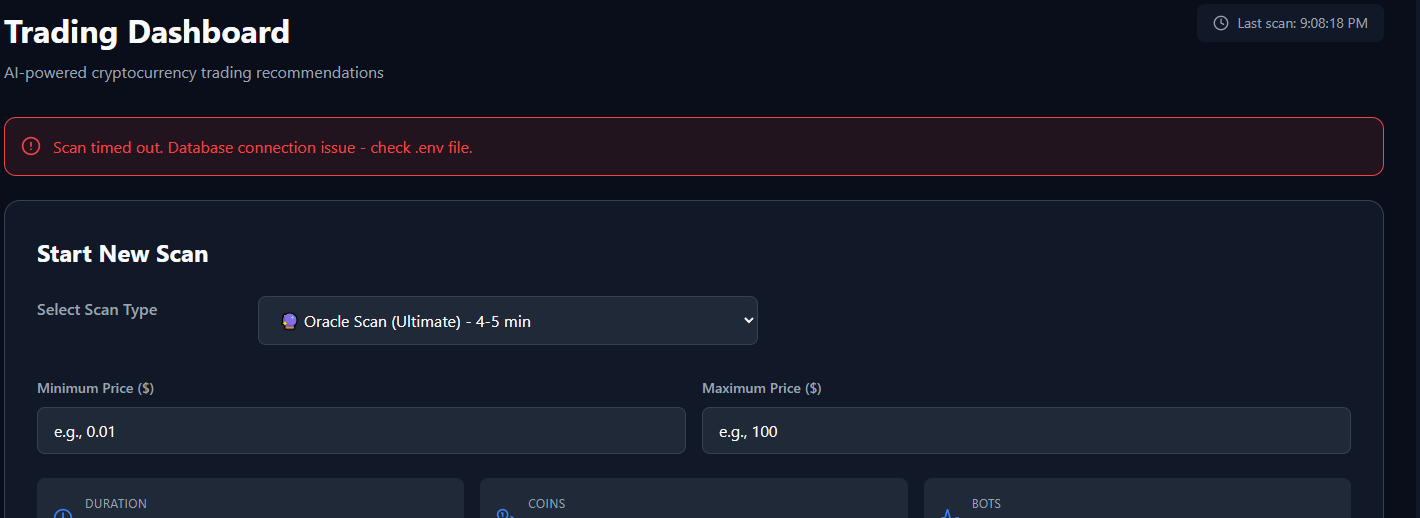 Trading Dashboard
Last scan: 9:08:18 PM
AI-powered cryptocurrency trading recommendations
Scan timed out. Database connection issue - check .env file.
Start New Scan
Select Scan Type
🔮 Oracle Scan (Ultimate) - 4-5 min
Minimum Price ($)
Maximum Price ($)
e.g., 0.01
e.g., 100
DURATION
COINS
BOTS